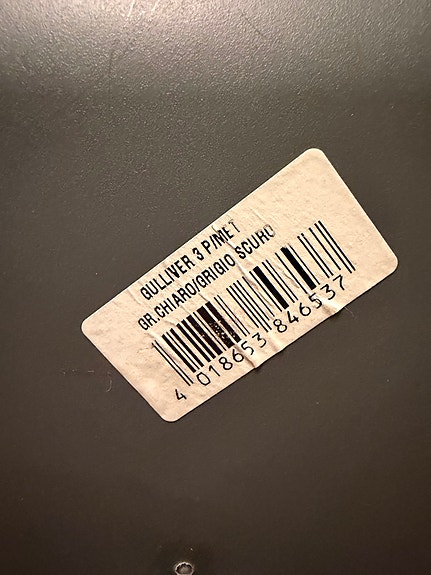 GULLIVER 3 P/MET
GR.CHIARO/GRIGIO SCURO
4 018653 846537